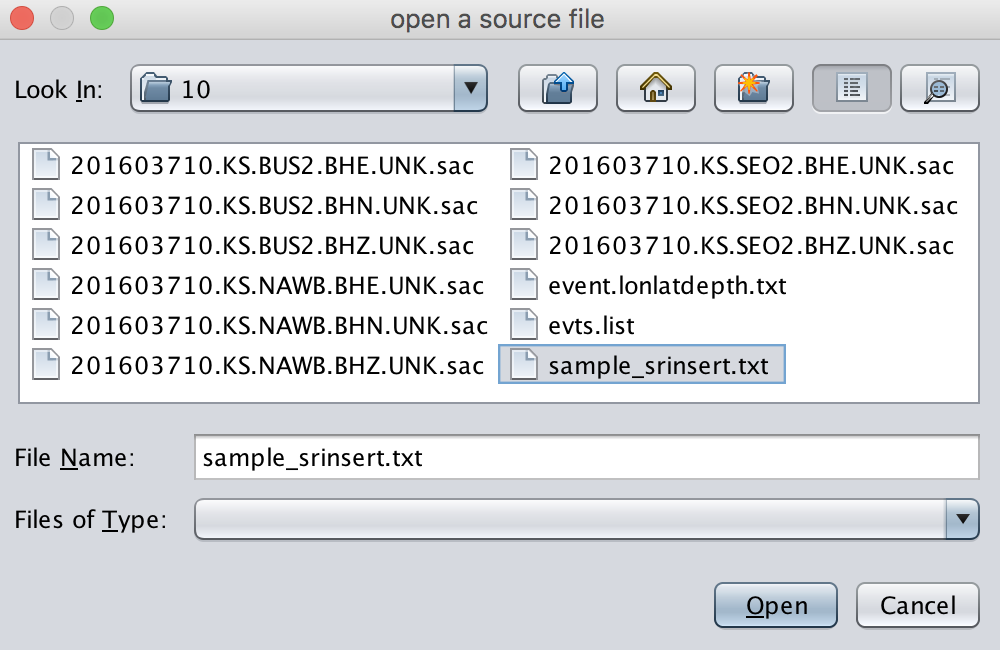 open a source file
Look In: 10
201603710.KS.BUS2.BHE.UNK.sac
201603710.KS.BUS2.BHN.UNK.sac
201603710.KS.BUS2.BHZ.UNK.sac
201603710.KS.NAWB.BHE.UNK.sac
201603710.KS.NAWB.BHN.UNK.sac
201603710.KS.NAWB.BHZ.UNK.sac
201603710.KS.SEO2.BHE.UNK.sac
201603710.KS.SEO2.BHN.UNK.sac
201603710.KS.SEO2.BHZ.UNK.sac
event.lonlatdepth.txt
evts.list
sample_srinsert.txt
File Name: sample_srinsert.txt
Files of Type:
Open Cancel